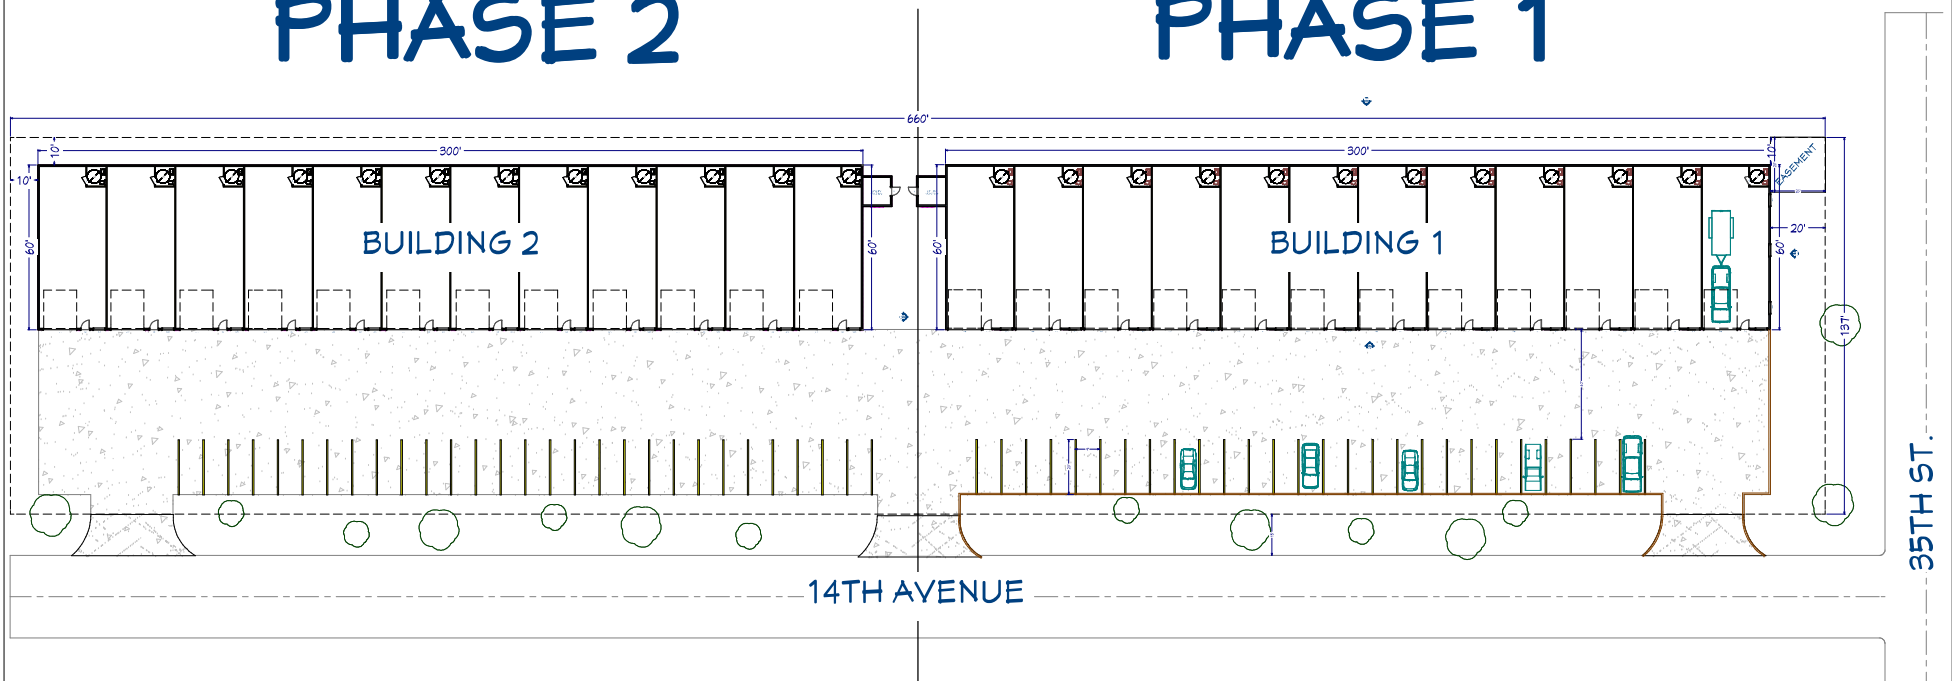 PHASE 2
PHASE 1
660'
10'
300'
300'
10'
EASEMENT
10'
60'
BUILDING 2
60'
60'
BUILDING 1
60'
20'
137'
35TH ST.
14TH AVENUE